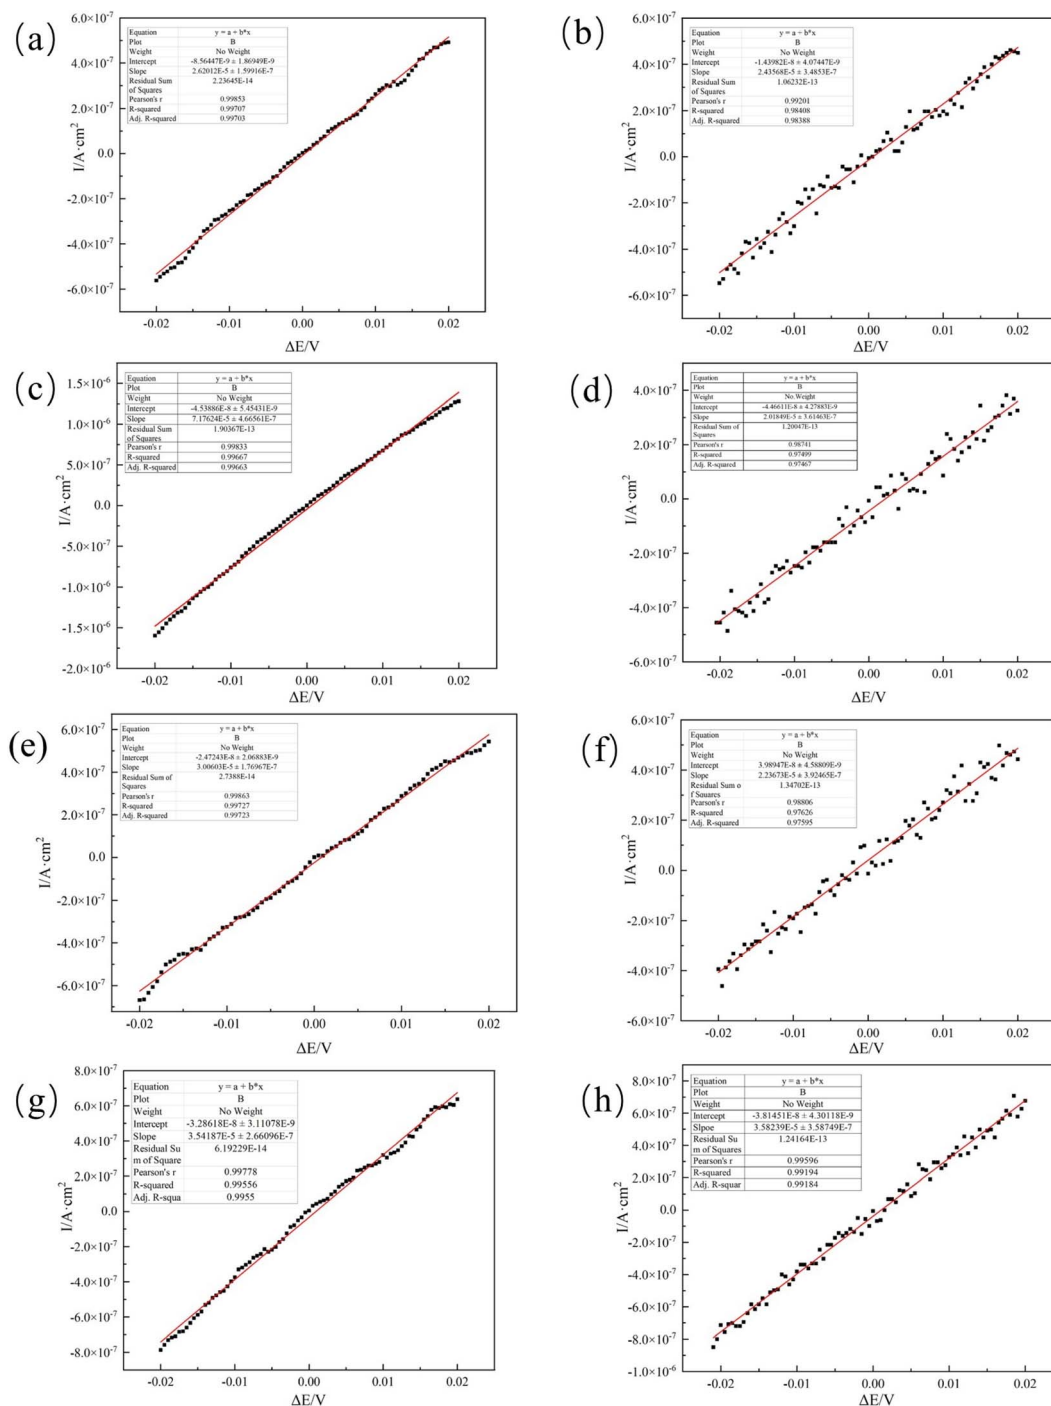 (a)
6.0×10⁻⁷
4.0×10⁻⁷
2.0×10⁻⁷
0.0
-2.0×10⁻⁷
-4.0×10⁻⁷
-6.0×10⁻⁷
I/A·cm²
Equation y = a + b*x
Plot B
Weight No Weight
Intercept -8.56447E-9 ± 1.86949E-9
Slope 2.62012E-5 ± 1.59916E-7
Residual Sum of Squares 2.23645E-14
Pearson's r 0.99853
R-squared 0.99707
Adj. R-squared 0.99703
-0.02 -0.01 0.00 0.01 0.02
ΔE/V
(b)
6.0×10⁻⁷
4.0×10⁻⁷
2.0×10⁻⁷
0.0
-2.0×10⁻⁷
-4.0×10⁻⁷
-6.0×10⁻⁷
I/A·cm²
Equation y = a + b*x
Plot B
Weight No Weight
Intercept -1.43982E-8 ± 4.07447E-9
Slope 2.43568E-5 ± 3.4853E-7
Residual Sum of Squares 1.06232E-13
Pearson's r 0.99201
R-squared 0.98408
Adj. R-squared 0.98388
-0.02 -0.01 0.00 0.01 0.02
ΔE/V
(c)
1.5×10⁻⁶
1.0×10⁻⁶
5.0×10⁻⁷
0.0
-5.0×10⁻⁷
-1.0×10⁻⁶
-1.5×10⁻⁶
-2.0×10⁻⁶
I/A·cm²
Equation y = a + b*x
Plot B
Weight No Weight
Intercept -4.53886E-8 ± 5.45431E-9
Slope 7.17624E-5 ± 4.66561E-7
Residual Sum of Squares 1.90367E-13
Pearson's r 0.99833
R-squared 0.99667
Adj. R-squared 0.99663
-0.02 -0.01 0.00 0.01 0.02
ΔE/V
(d)
4.0×10⁻⁷
2.0×10⁻⁷
0.0
-2.0×10⁻⁷
-4.0×10⁻⁷
-6.0×10⁻⁷
I/A·cm²
Equation y = a + b*x
Plot B
Weight No Weight
Intercept -4.46611E-8 ± 4.27883E-9
Slope 2.01849E-5 ± 3.61463E-7
Residual Sum of Squares 1.20047E-13
Pearson's r 0.98741
R-squared 0.97499
Adj. R-squared 0.97467
-0.02 -0.01 0.00 0.01 0.02
ΔE/V
(e)
6.0×10⁻⁷
4.0×10⁻⁷
2.0×10⁻⁷
0.0
-2.0×10⁻⁷
-4.0×10⁻⁷
-6.0×10⁻⁷
I/A·cm²
Equation y = a + b*x
Plot B
Weight No Weight
Intercept -2.47243E-8 ± 2.06883E-9
Slope 3.00603E-5 ± 1.76967E-7
Residual Sum of Squares 2.7388E-14
Pearson's r 0.99863
R-squared 0.99727
Adj. R-squared 0.99723
-0.02 -0.01 0.00 0.01 0.02
ΔE/V
(f)
6.0×10⁻⁷
4.0×10⁻⁷
2.0×10⁻⁷
0.0
-2.0×10⁻⁷
-4.0×10⁻⁷
-6.0×10⁻⁷
I/A·cm²
Equation y = a + b*x
Plot B
Weight No Weight
Intercept 3.98947E-8 ± 4.58809E-9
Slope 2.23673E-5 ± 3.92465E-7
Residual Sum o
f Squares 1.34702E-13
Pearson's r 0.98806
R-squared 0.97626
Adj. R-squared 0.97595
-0.02 -0.01 0.00 0.01 0.02
ΔE/V
(g)
8.0×10⁻⁷
6.0×10⁻⁷
4.0×10⁻⁷
2.0×10⁻⁷
0.0
-2.0×10⁻⁷
-4.0×10⁻⁷
-6.0×10⁻⁷
-8.0×10⁻⁷
I/A·cm²
Equation y = a + b*x
Plot B
Weight No Weight
Intercept -3.28618E-8 ± 3.11078E-9
Slope 3.54187E-5 ± 2.66096E-7
Residual Su
m of Square 6.19229E-14
Pearson's r 0.99778
R-squared 0.99556
Adj. R-squa 0.9955
-0.02 -0.01 0.00 0.01 0.02
ΔE/V
(h)
8.0×10⁻⁷
6.0×10⁻⁷
4.0×10⁻⁷
2.0×10⁻⁷
0.0
-2.0×10⁻⁷
-4.0×10⁻⁷
-6.0×10⁻⁷
-8.0×10⁻⁷
-1.0×10⁻⁶
I/A·cm²
Equation y = a + b*x
Plot B
Weight No Weight
Intercept -3.81451E-8 ± 4.30118E-9
Slpoe 3.58239E-5 ± 3.58749E-7
Residual Su
m of Squares 1.24164E-13
Pearson's r 0.99596
R-squared 0.99194
Adj. R-squar 0.99184
-0.02 -0.01 0.00 0.01 0.02
ΔE/V